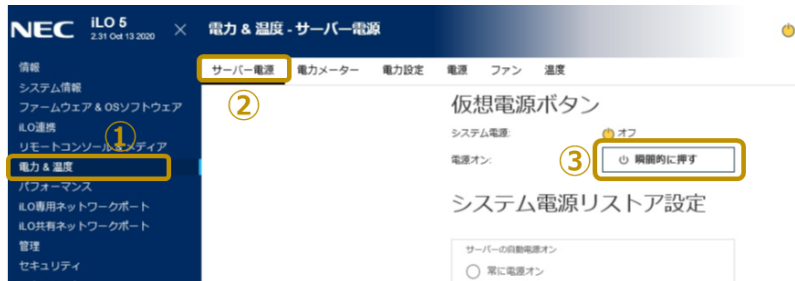 NEC iLO 5
2.31 Oct 13 2020
電力 & 温度 - サーバー電源
情報
システム情報
ファームウェア & OSソフトウェア
iLO連携
リモートコンソール & メディア
電力 & 温度
パフォーマンス
iLO専用ネットワークポート
iLO共有ネットワークポート
管理
セキュリティ
①
サーバー電源 電力メーター 電力設定 電源 ファン 温度
②
仮想電源ボタン
システム電源: オフ
電源オン: ③ 瞬間的に押す
システム電源リストア設定
サーバーの自動電源オン
常に電源オン